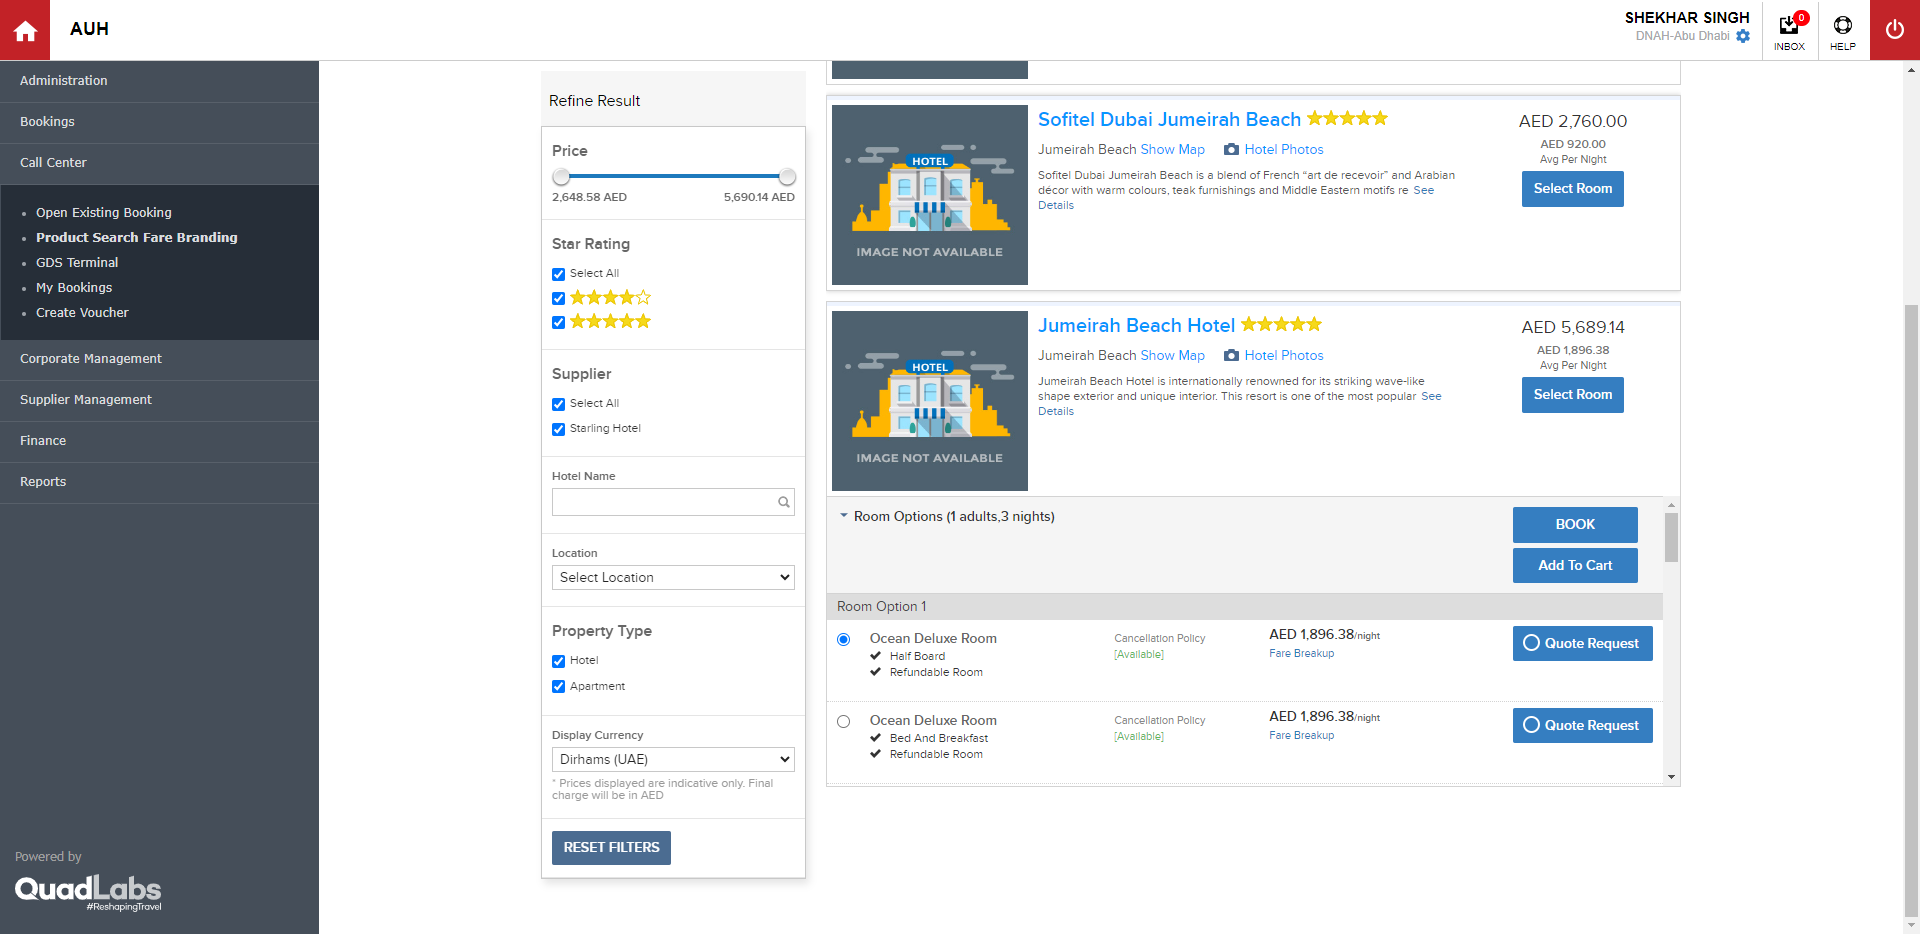 AUH
SHEKHAR SINGH
DNAH-Abu Dhabi
0
INBOX
HELP
Administration
Bookings
Call Center
Open Existing Booking
Product Search Fare Branding
GDS Terminal
My Bookings
Create Voucher
Corporate Management
Supplier Management
Finance
Reports
Powered by
QuadLabs
#ReshapingTravel
Refine Result
Price
2,648.58 AED 5,690.14 AED
Star Rating
Select All
Supplier
Select All
Starling Hotel
Hotel Name
Location
Select Location
Property Type
Hotel
Apartment
Display Currency
Dirhams (UAE)
* Prices displayed are indicative only. Final
charge will be in AED
RESET FILTERS
HOTEL
IMAGE NOT AVAILABLE
Sofitel Dubai Jumeirah Beach
Jumeirah Beach Show Map Hotel Photos
Sofitel Dubai Jumeirah Beach is a blend of French “art de recevoir” and Arabian
décor with warm colours, teak furnishings and Middle Eastern motifs re See
Details
AED 2,760.00
AED 920.00
Avg Per Night
Select Room
HOTEL
IMAGE NOT AVAILABLE
Jumeirah Beach Hotel
Jumeirah Beach Show Map Hotel Photos
Jumeirah Beach Hotel is internationally renowned for its striking wave-like
shape exterior and unique interior. This resort is one of the most popular See
Details
AED 5,689.14
AED 1,896.38
Avg Per Night
Select Room
Room Options (1 adults,3 nights)
BOOK
Add To Cart
Room Option 1
Ocean Deluxe Room
Half Board
Refundable Room
Cancellation Policy
[Available]
AED 1,896.38/night
Fare Breakup
Quote Request
Ocean Deluxe Room
Bed And Breakfast
Refundable Room
Cancellation Policy
[Available]
AED 1,896.38/night
Fare Breakup
Quote Request